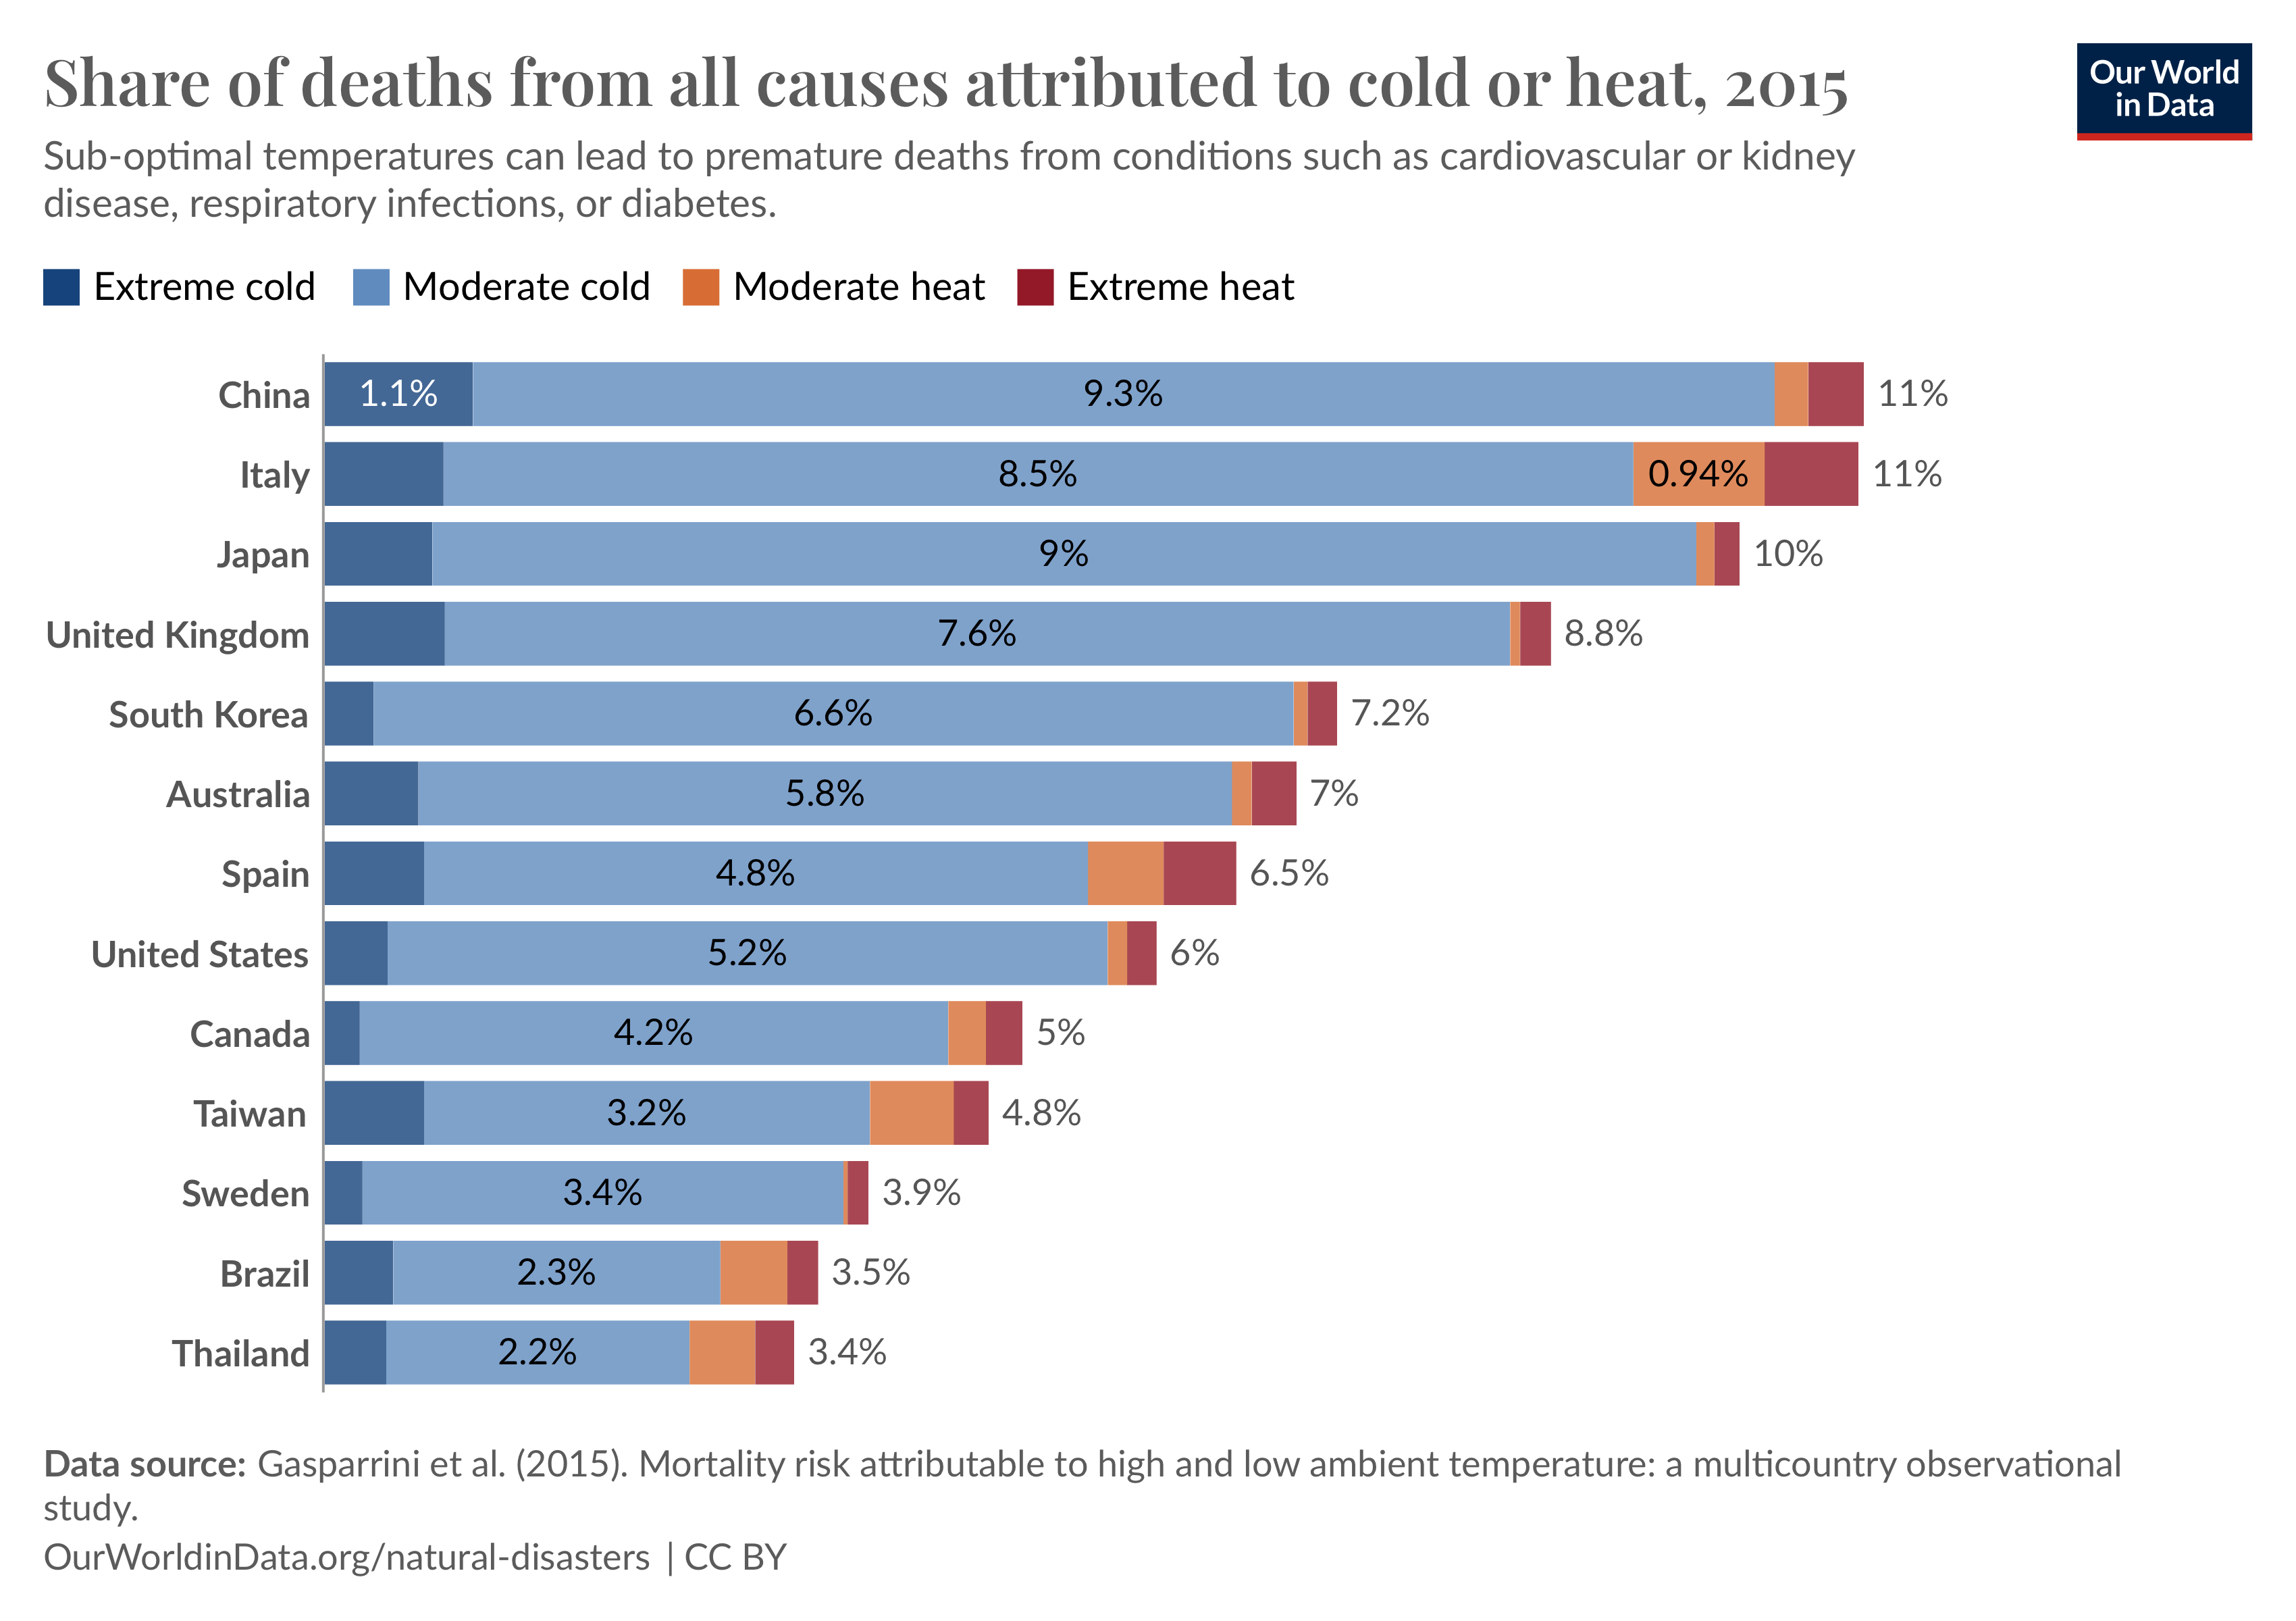 Share of deaths from all causes attributed to cold or heat, 2015
Our World
in Data
Sub-optimal temperatures can lead to premature deaths from conditions such as cardiovascular or kidney
disease, respiratory infections, or diabetes.
Extreme cold Moderate cold Moderate heat Extreme heat
China 1.1% 9.3% 11%
Italy 8.5% 0.94% 11%
Japan 9% 10%
United Kingdom 7.6% 8.8%
South Korea 6.6% 7.2%
Australia 5.8% 7%
Spain 4.8% 6.5%
United States 5.2% 6%
Canada 4.2% 5%
Taiwan 3.2% 4.8%
Sweden 3.4% 3.9%
Brazil 2.3% 3.5%
Thailand 2.2% 3.4%
Data source: Gasparrini et al. (2015). Mortality risk attributable to high and low ambient temperature: a multicountry observational
study.
OurWorldinData.org/natural-disasters | CC BY